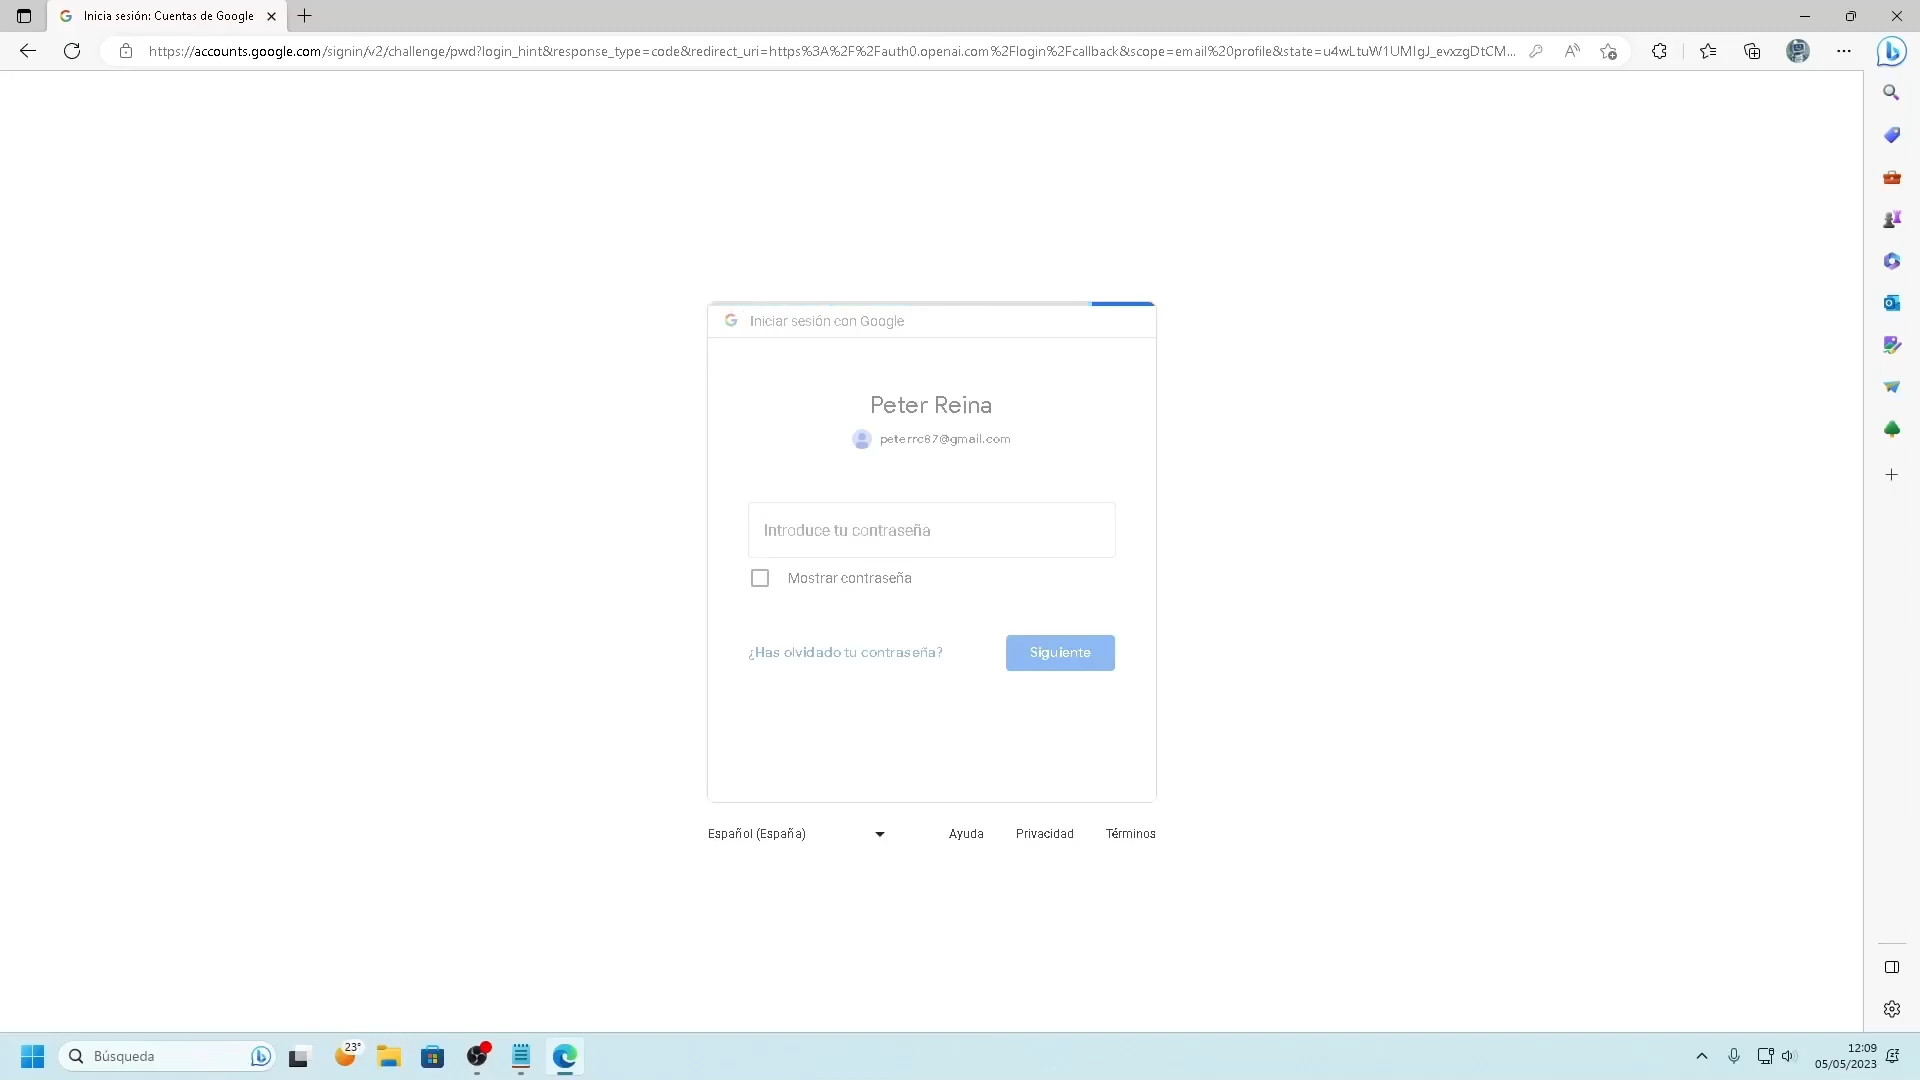 Inicia sesión: Cuentas de Google
https://accounts.google.com/signin/v2/challenge/pwd?login_hint&response_type=code&redirect_uri=https%3A%2F%2Fauth0.openai.com%2Flogin%2Fcallback&scope=email%20profile&state=u4wLtuW1UMIgJ_evxzgDtCM...
Iniciar sesión con Google
Peter Reina
peterrc87@gmail.com
Introduce tu contraseña
Mostrar contraseña
¿Has olvidado tu contraseña?
Siguiente
Español (España)
Ayuda
Privacidad
Términos
Búsqueda
23°
12:09
05/05/2023